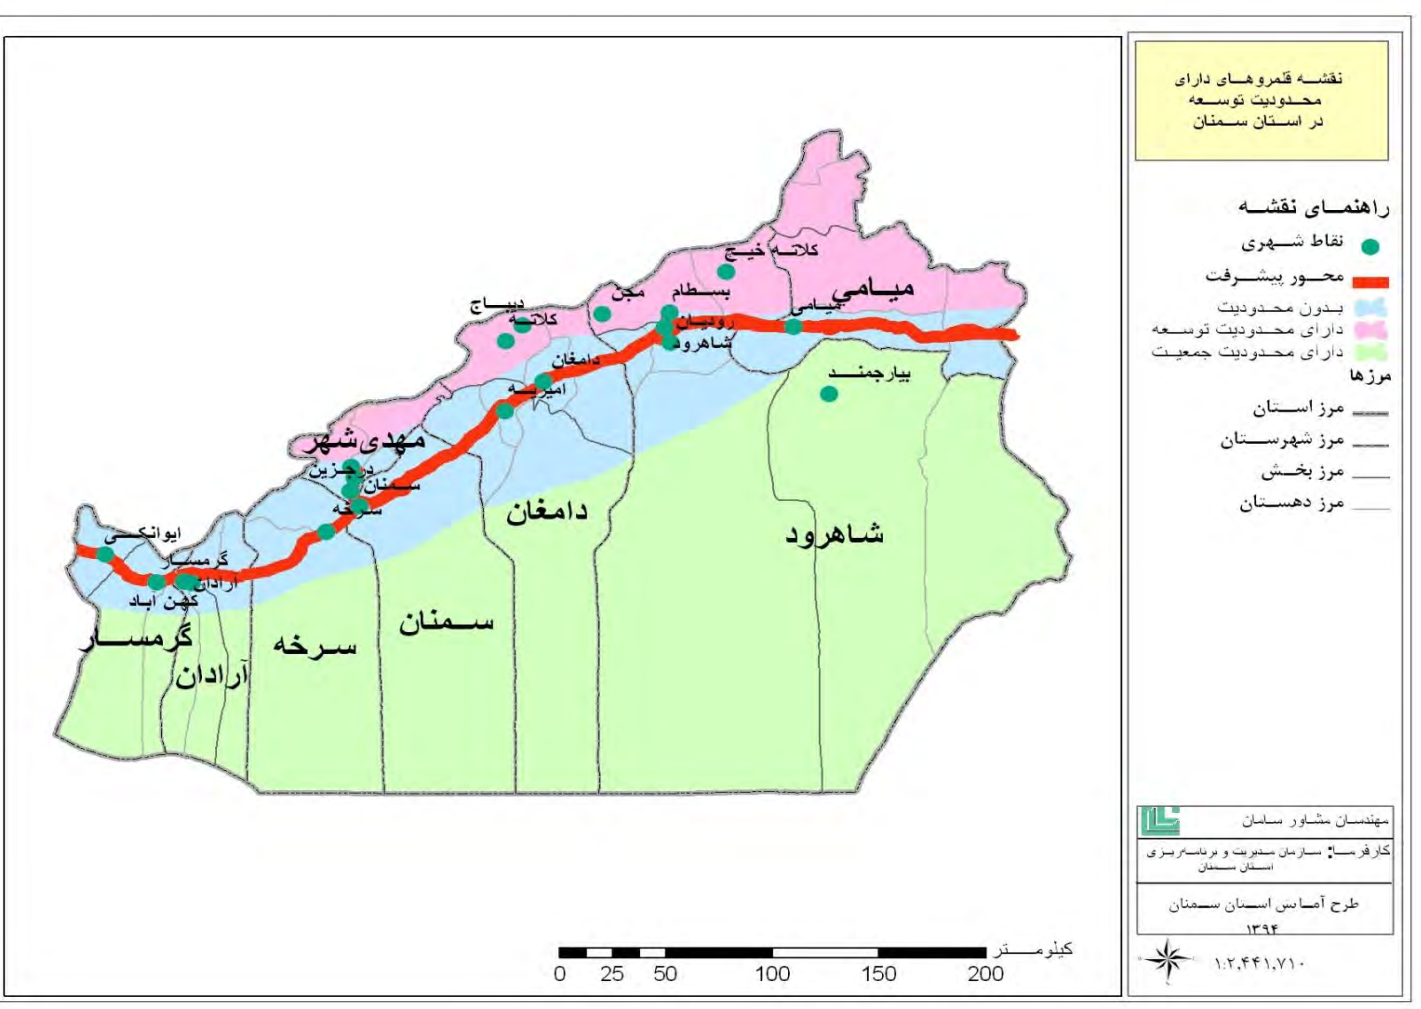 نقشه قلمروهای دارای
محدودیت توسعه
در استان سمنان
راهنمای نقشه
نقاط شهری
محور پیشرفت
بدون محدودیت
دارای محدودیت توسعه
دارای محدودیت جمعیت
مرزها
مرز استان
مرز شهرستان
مرز بخش
مرز دهستان
کلاته خیج
میامي
مجن
بسطام
میامی
دیباج
کلاته
رودیان
شاهرود
دامغان
امیریه
بیارجمند
مهدی‌شهر
درجزین
سمنان
سرخه
دامغان
شاهرود
ایوانکی
گرمسار
آرادان
کهن آباد
سمنان
گرمسار
سرخه
آرادان
مهندسان مشاور سامان
کارفرما: سازمان مدیریت و برنامه‌ریزی
استان سمنان
طرح آمایش استان سمنان
۱۳۹۴
۱:۲,۴۴۱,۷۱۰
کیلومتر
0 25 50 100 150 200